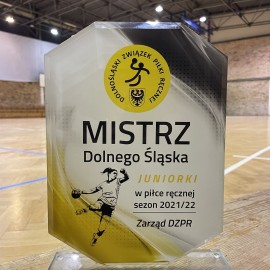 DOLNOŚLĄSKI ZWIĄZEK PIŁKI RĘCZNEJ
MISTRZ
Dolnego Śląska
JUNIORKI
w piłce ręcznej
sezon 2021/22
Zarząd DZPR